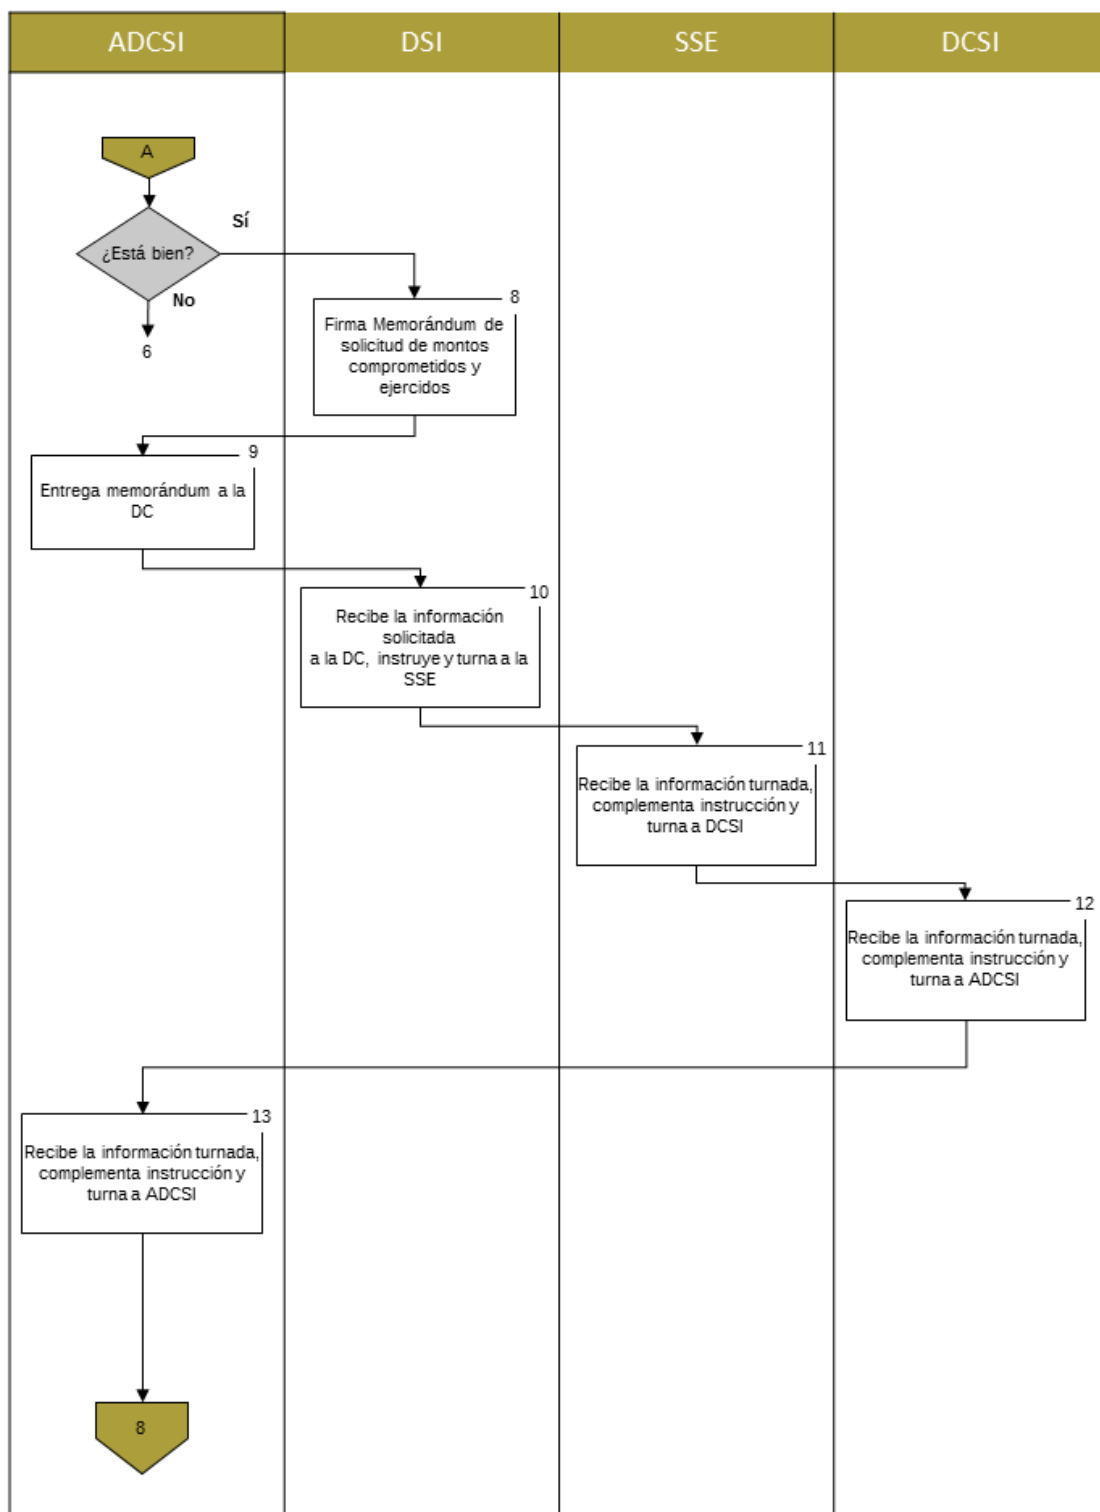 ADCSI
DSI
SSE
DCSI
A
¿Está bien?
Sí
No
6
8
Firma Memorándum de
solicitud de montos
comprometidos y
ejercidos
9
Entrega memorándum a la
DC
10
Recibe la información
solicitada
a la DC, instruye y turna a la
SSE
11
Recibe la información turnada,
complementa instrucción y
turna a DCSI
12
Recibe la información turnada,
complementa instrucción y
turna a ADCSI
13
Recibe la información turnada,
complementa instrucción y
turna a ADCSI
8